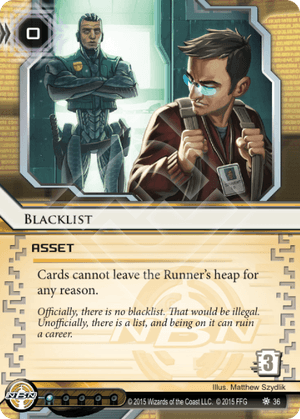 0
BLACKLIST
ASSET
Cards cannot leave the Runner's heap for
any reason.
Officially, there is no blacklist. That would be illegal.
Unofficially, there is a list, and being on it can ruin
a career.
3
NBN
Illus. Matthew Szydlik
© 2015 Wizards of the Coast LLC. © 2015 FFG
36